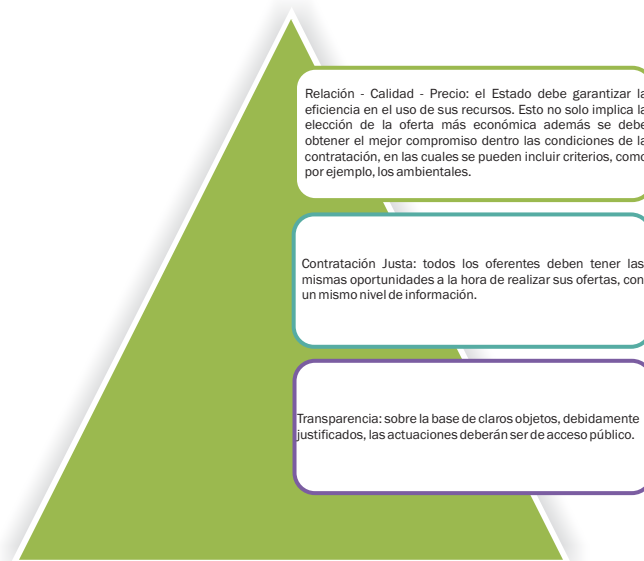 Relación - Calidad - Precio: el Estado debe garantizar la
eficiencia en el uso de sus recursos. Esto no solo implica la
elección de la oferta más económica además se debe
obtener el mejor compromiso dentro las condiciones de la
contratación, en las cuales se pueden incluir criterios, como
por ejemplo, los ambientales.
Contratación Justa: todos los oferentes deben tener las
mismas oportunidades a la hora de realizar sus ofertas, con
un mismo nivel de información.
Transparencia: sobre la base de claros objetos, debidamente
justificados, las actuaciones deberán ser de acceso público.